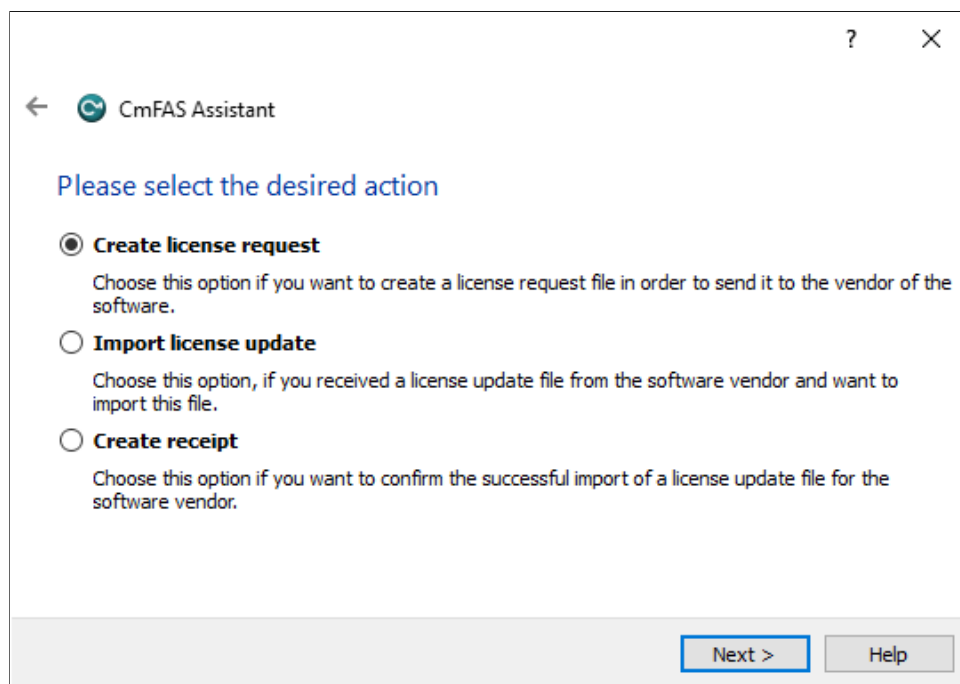 ?
CmFAS Assistant
Please select the desired action
Create license request
Choose this option if you want to create a license request file in order to send it to the vendor of the
software.
Import license update
Choose this option, if you received a license update file from the software vendor and want to
import this file.
Create receipt
Choose this option if you want to confirm the successful import of a license update file for the
software vendor.
Next >
Help